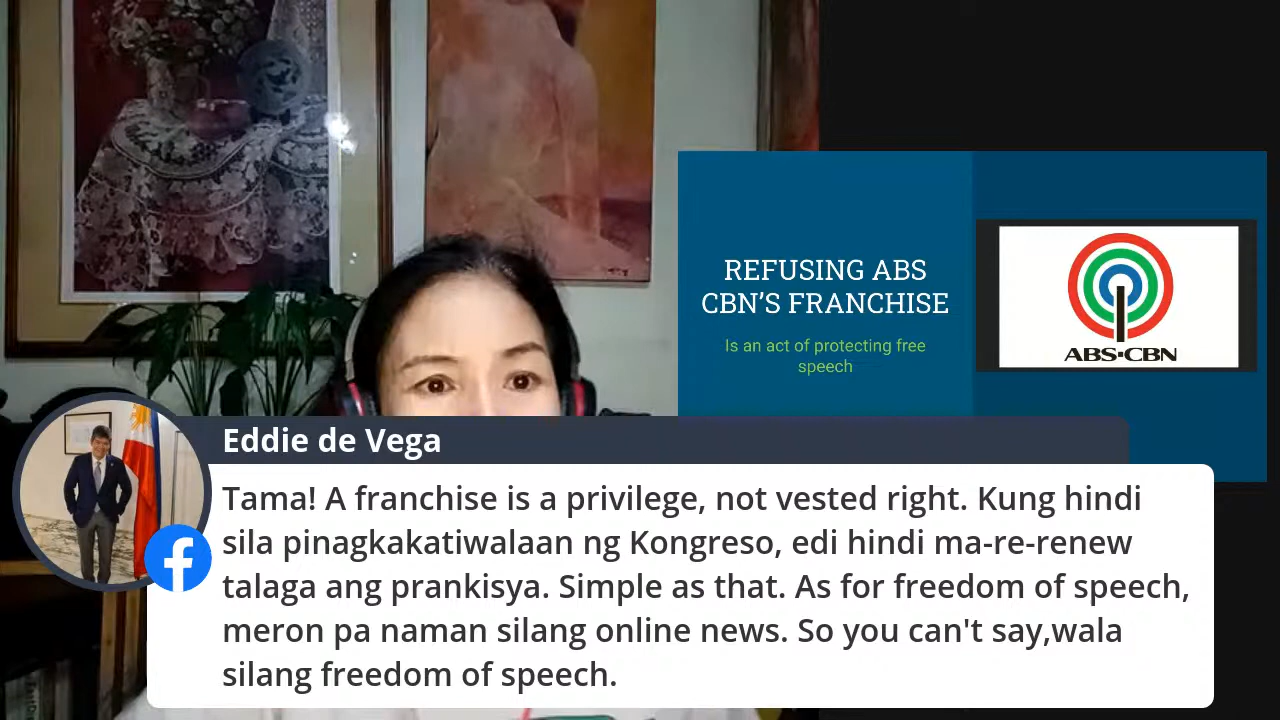 REFUSING ABS
CBN'S FRANCHISE
Is an act of protecting free
speech
ABS•CBN
Eddie de Vega
Tama! A franchise is a privilege, not vested right. Kung hindi
sila pinagkakatiwalaan ng Kongreso, edi hindi ma-re-renew
talaga ang prankisya. Simple as that. As for freedom of speech,
meron pa naman silang online news. So you can't say,wala
silang freedom of speech.